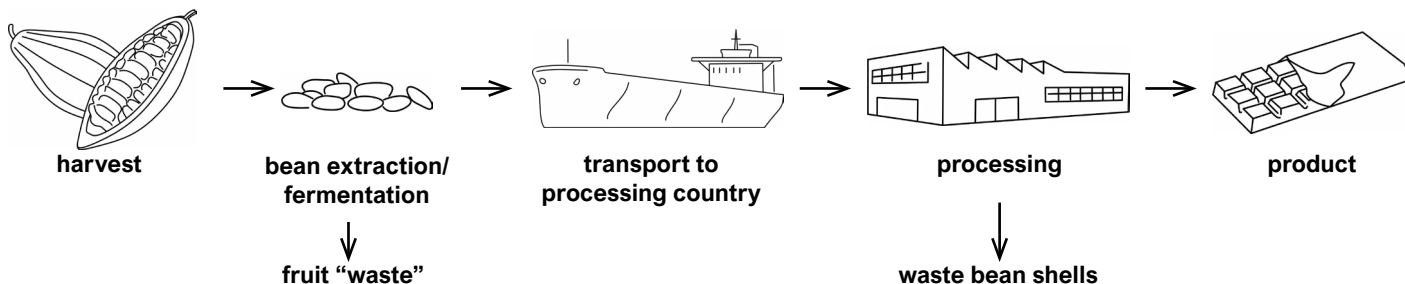 harvest
bean extraction/
fermentation
transport to
processing country
processing
product
fruit “waste”
waste bean shells